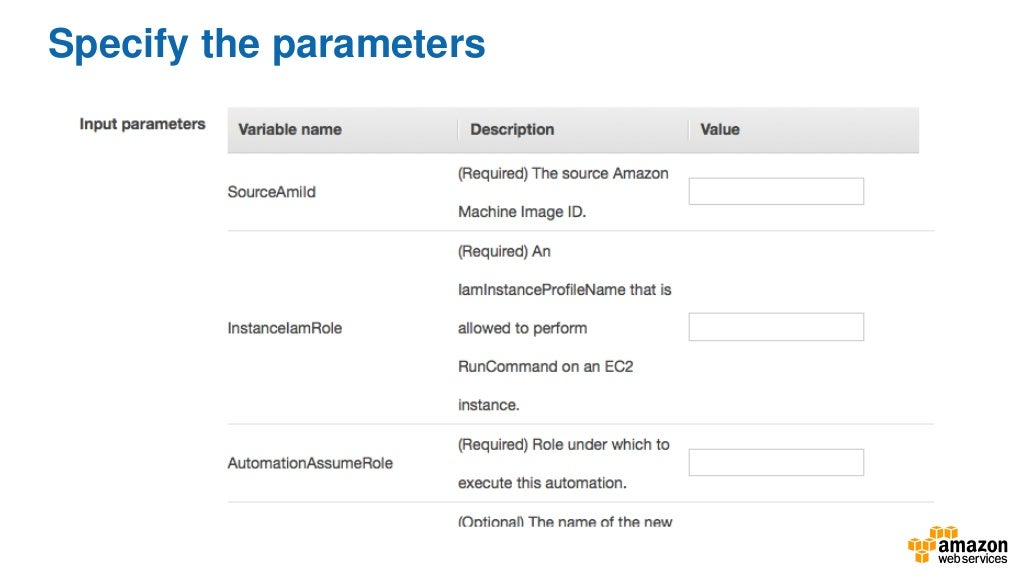 Specify the parameters
Input parameters
Variable name
Description
Value
SourceAmiId
(Required) The source Amazon
Machine Image ID.
InstanceIamRole
(Required) An
IamInstanceProfileName that is
allowed to perform
RunCommand on an EC2
instance.
AutomationAssumeRole
(Required) Role under which to
execute this automation.
(Optional) The name of the new
amazon
web services